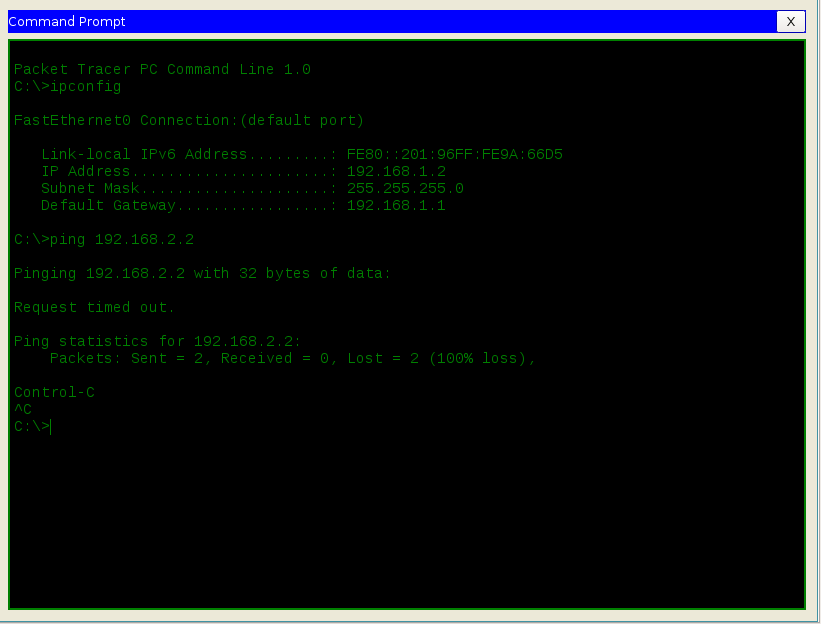 Command Prompt
X
Packet Tracer PC Command Line 1.0
C:\>ipconfig
FastEthernet0 Connection:(default port)
Link-local IPv6 Address.........: FE80::201:96FF:FE9A:66D5
IP Address......................: 192.168.1.2
Subnet Mask.....................: 255.255.255.0
Default Gateway.................: 192.168.1.1
C:\>ping 192.168.2.2
Pinging 192.168.2.2 with 32 bytes of data:
Request timed out.
Ping statistics for 192.168.2.2:
Packets: Sent = 2, Received = 0, Lost = 2 (100% loss),
Control-C
^C
C:\>